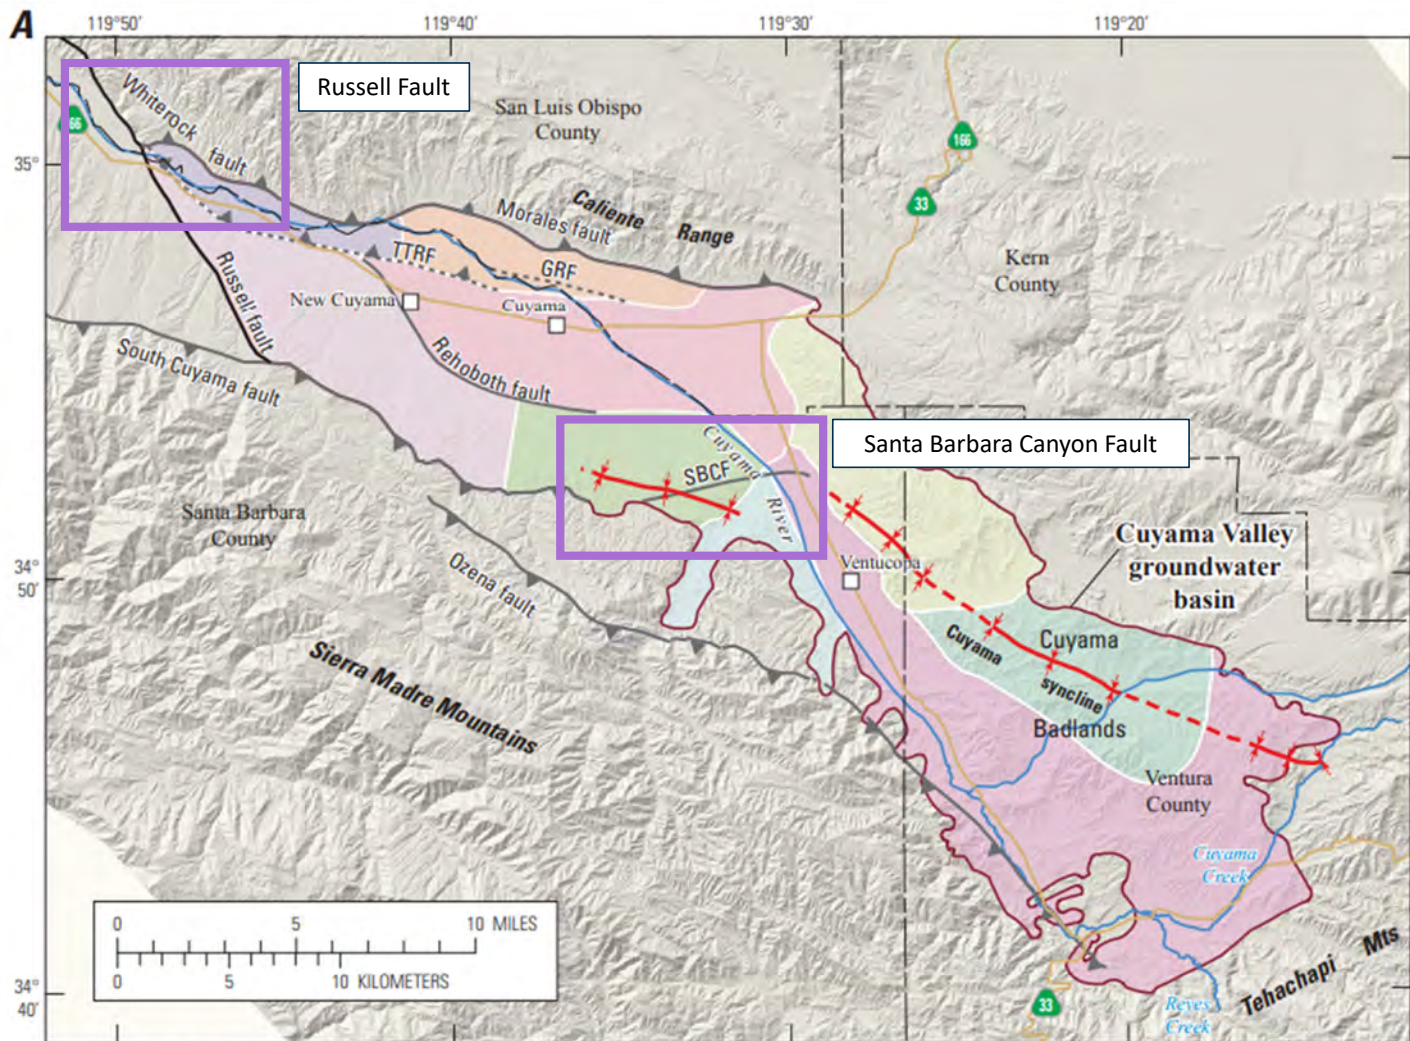 A
119°50'
119°40'
119°30'
119°20'
Russell Fault
Whiterock
fault
66
San Luis Obispo
County
166
33
35°
Caliente
Range
Morales fault
TTRF
GRF
Kern
County
Russell fault
New Cuyama
Cuyama
Rehoboth fault
South Cuyama fault
Santa Barbara Canyon Fault
Cuyama
River
SBCF
Santa Barbara
County
Cuyama Valley
groundwater
basin
34°
50'
Ozena fault
Ventucopa
Cuyama
Cuyama
syncline
Badlands
Sierra Madre Mountains
Ventura
County
Cuyama
Creek
0 5 10 MILES
0 5 10 KILOMETERS
34°
40'
33
Reyes
Creek
Tehachapi Mts